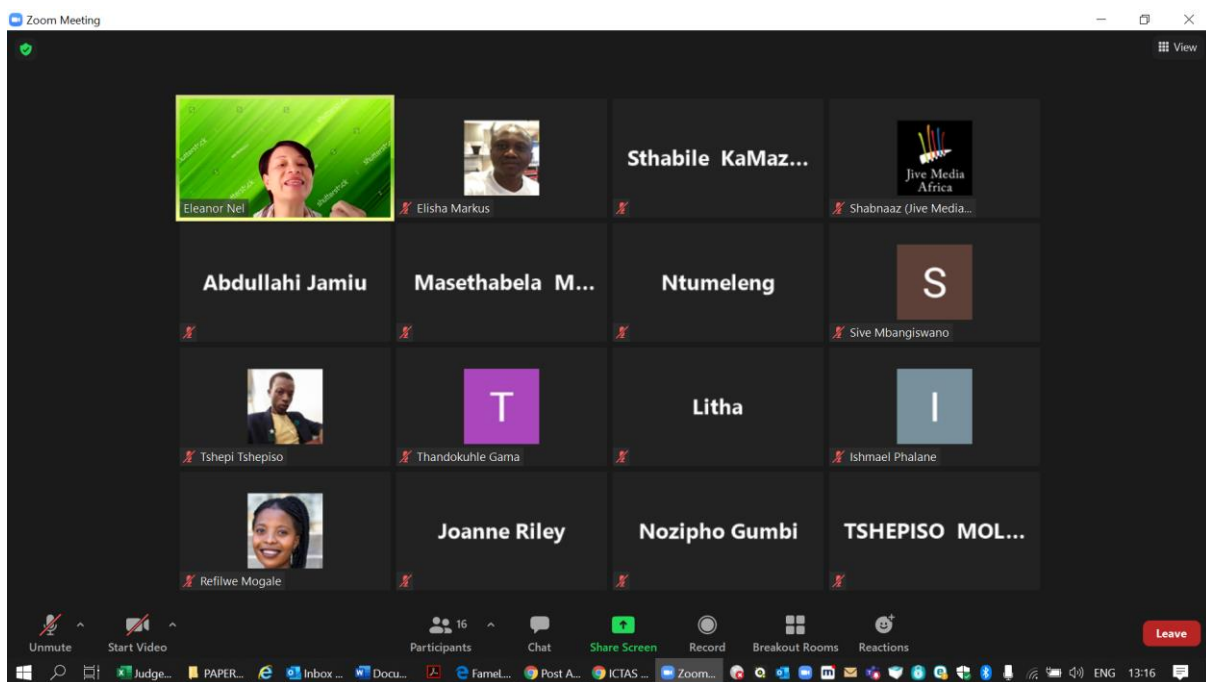 Zoom Meeting
View
shutterstock
Eleanor Nel
Elisha Markus
Sthabile KaMaz...
Jive Media
Africa
Shabnaaz (Jive Media...
Abdullahi Jamiu
Masethabela M...
Ntumeleng
S
Sive Mbangiswano
Tshepi Tshepiso
T
Thandokuhle Gama
Litha
I
Ishmael Phalane
Refilwe Mogale
Joanne Riley
Nozipho Gumbi
TSHEPISO MOL...
Unmute
Start Video
16
Participants
Chat
Share Screen
Record
Breakout Rooms
Reactions
Leave
Judge... PAPER... Inbox ... Docu... FameL... Post A... ICTAS ... Zoom... ENG 13:16